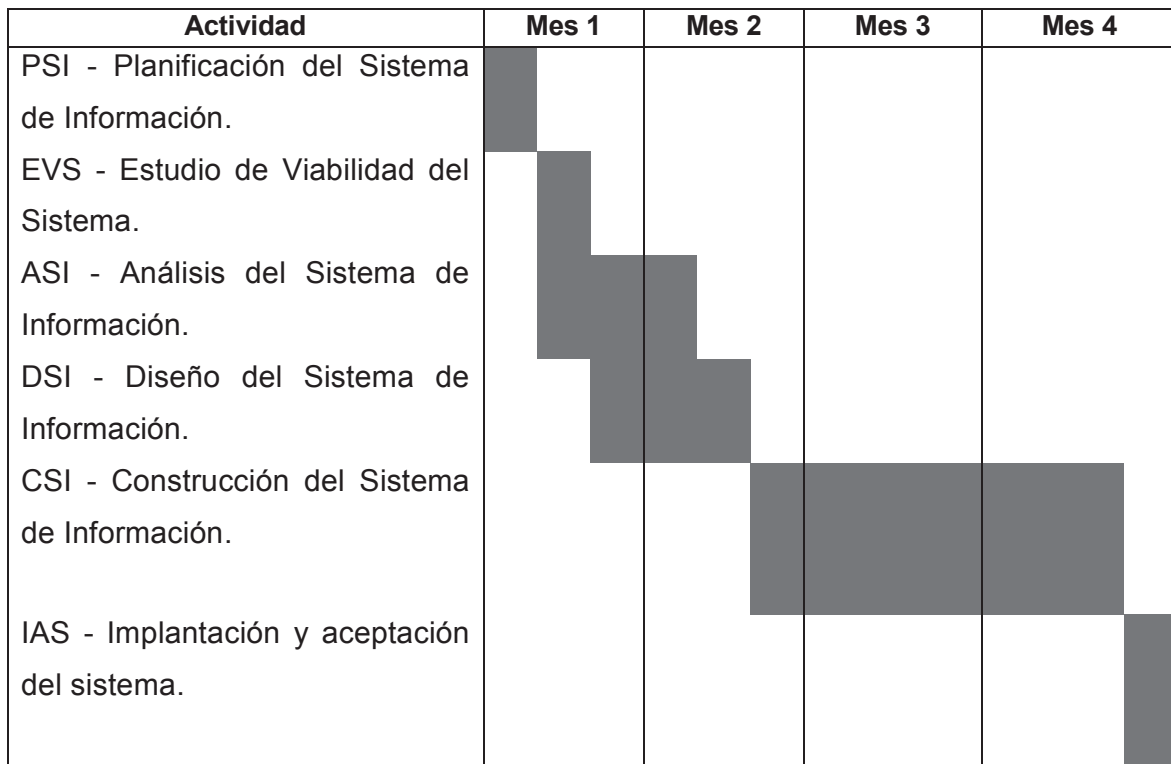 Actividad Mes 1 Mes 2 Mes 3 Mes 4
PSI - Planificación del Sistema
de Información.
EVS - Estudio de Viabilidad del
Sistema.
ASI - Análisis del Sistema de
Información.
DSI - Diseño del Sistema de
Información.
CSI - Construcción del Sistema
de Información.
IAS - Implantación y aceptación
del sistema.